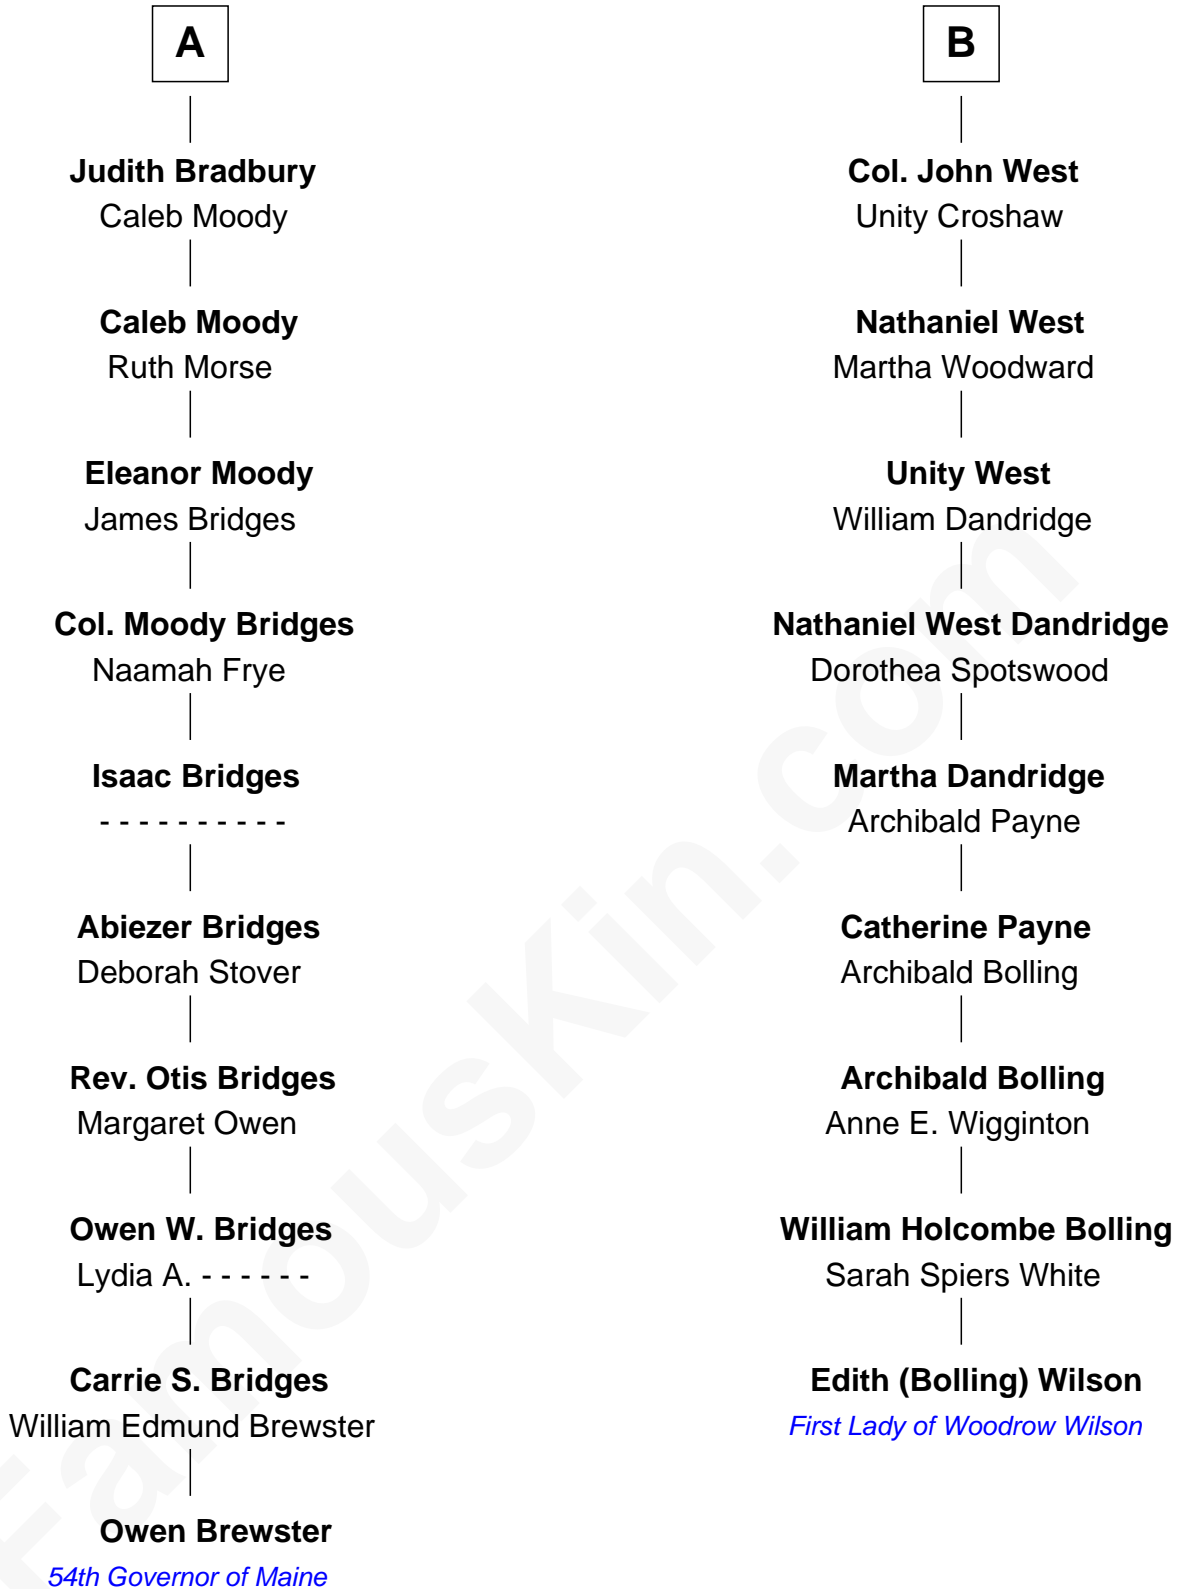 A
Judith Bradbury
Caleb Moody
Caleb Moody
Ruth Morse
Eleanor Moody
James Bridges
Col. Moody Bridges
Naamah Frye
Isaac Bridges
- - - - - - - - - -
Abiezer Bridges
Deborah Stover
Rev. Otis Bridges
Margaret Owen
Owen W. Bridges
Lydia A. - - - - - -
Carrie S. Bridges
William Edmund Brewster
Owen Brewster
54th Governor of Maine
B
Col. John West
Unity Croshaw
Nathaniel West
Martha Woodward
Unity West
William Dandridge
Nathaniel West Dandridge
Dorothea Spotswood
Martha Dandridge
Archibald Payne
Catherine Payne
Archibald Bolling
Archibald Bolling
Anne E. Wigginton
William Holcombe Bolling
Sarah Spiers White
Edith (Bolling) Wilson
First Lady of Woodrow Wilson
FamousKin.com